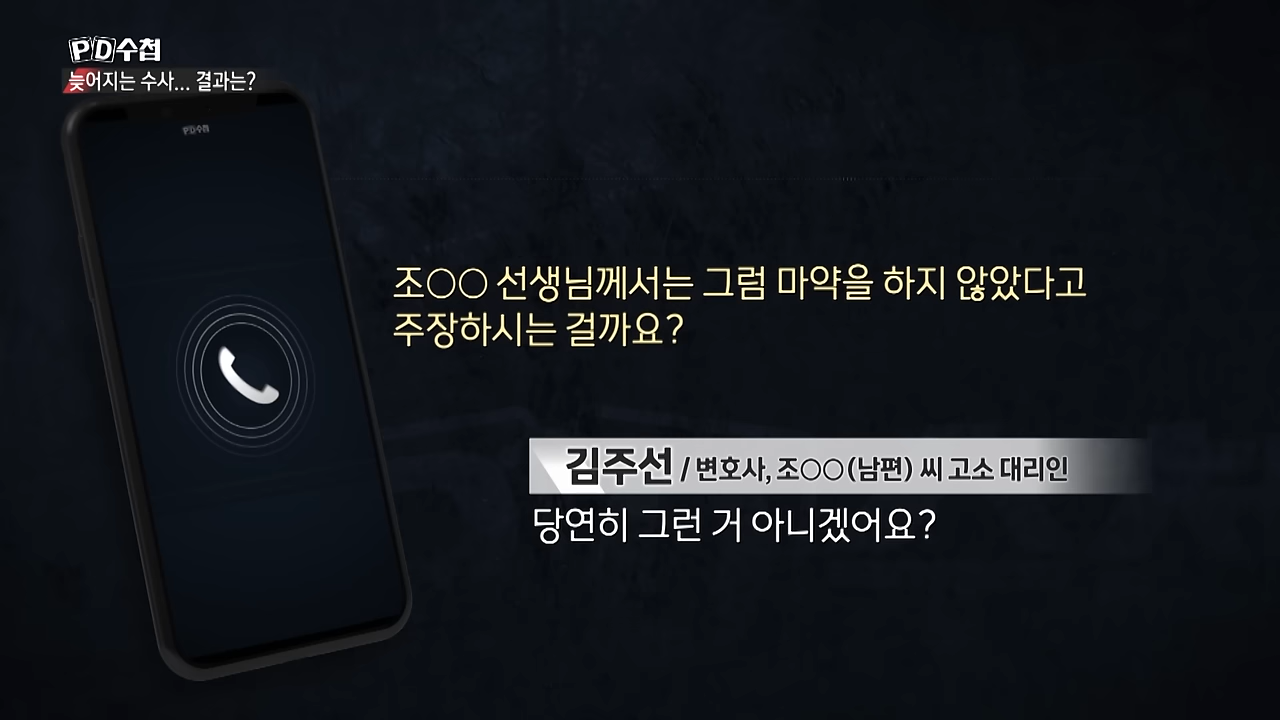 PD수첩
늦어지는 수사... 결과는?
PD수첩
조○○ 선생님께서는 그럼 마약을 하지 않았다고
주장하시는 걸까요?
김주선 / 변호사, 조○○(남편) 씨 고소 대리인
당연히 그런 거 아니겠어요?